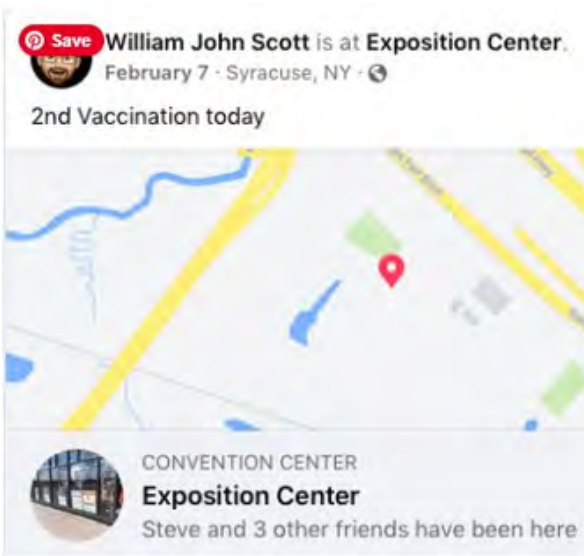 Save
William John Scott is at Exposition Center.
February 7 · Syracuse, NY ·
2nd Vaccination today
CONVENTION CENTER
Exposition Center
Steve and 3 other friends have been here